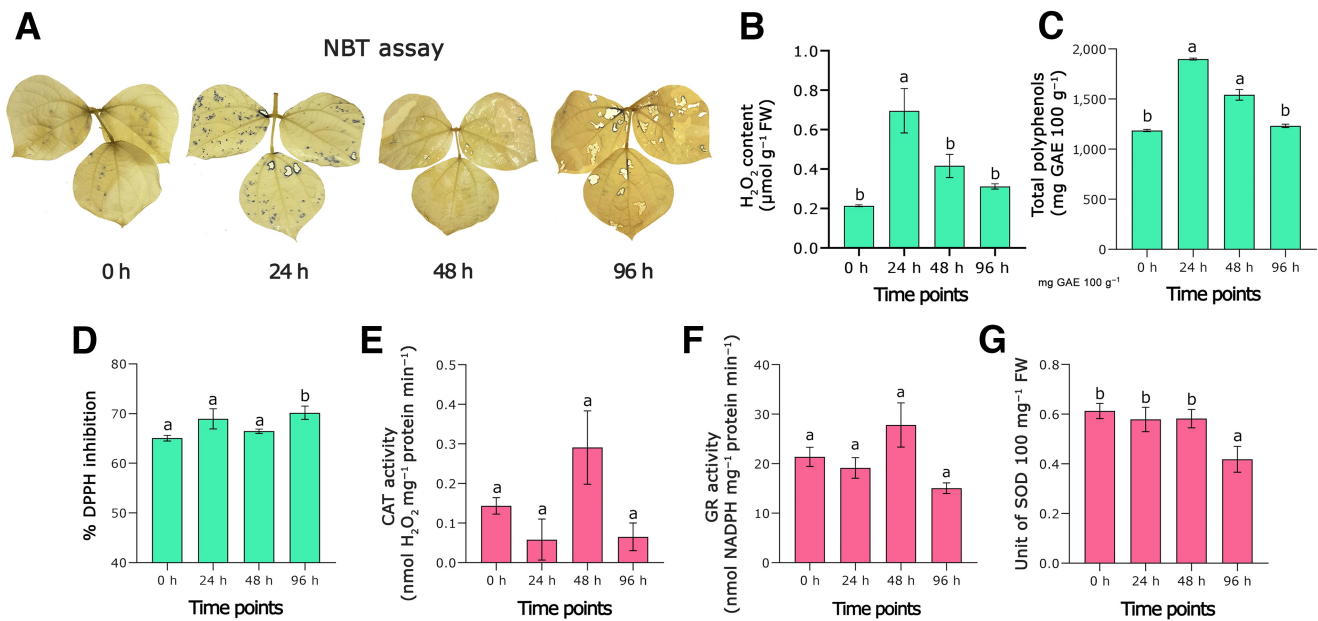 A
NBT assay
0 h
24 h
48 h
96 h
B
H₂O₂ content
(µmol g⁻¹ FW)
1.0
0.8
0.6
0.4
0.2
0.0
b
a
b
b
0 h
24 h
48 h
96 h
Time points
C
Total polyphenols
(mg GAE 100 g⁻¹)
2,000
1,500
1,000
500
0
b
a
a
b
0 h
24 h
48 h
96 h
mg GAE 100 g⁻¹
Time points
D
% DPPH inhibition
80
70
60
50
40
a
a
a
b
0 h
24 h
48 h
96 h
Time points
E
CAT activity
(nmol H₂O₂ mg⁻¹ protein min⁻¹)
0.5
0.4
0.3
0.2
0.1
0.0
a
a
a
a
0 h
24 h
48 h
96 h
Time points
F
GR activity
(nmol NADPH mg⁻¹ protein min⁻¹)
40
30
20
10
0
a
a
a
a
0 h
24 h
48 h
96 h
Time points
G
Unit of SOD 100 mg⁻¹ FW
0.8
0.6
0.4
0.2
0.0
b
b
b
a
0 h
24 h
48 h
96 h
Time points